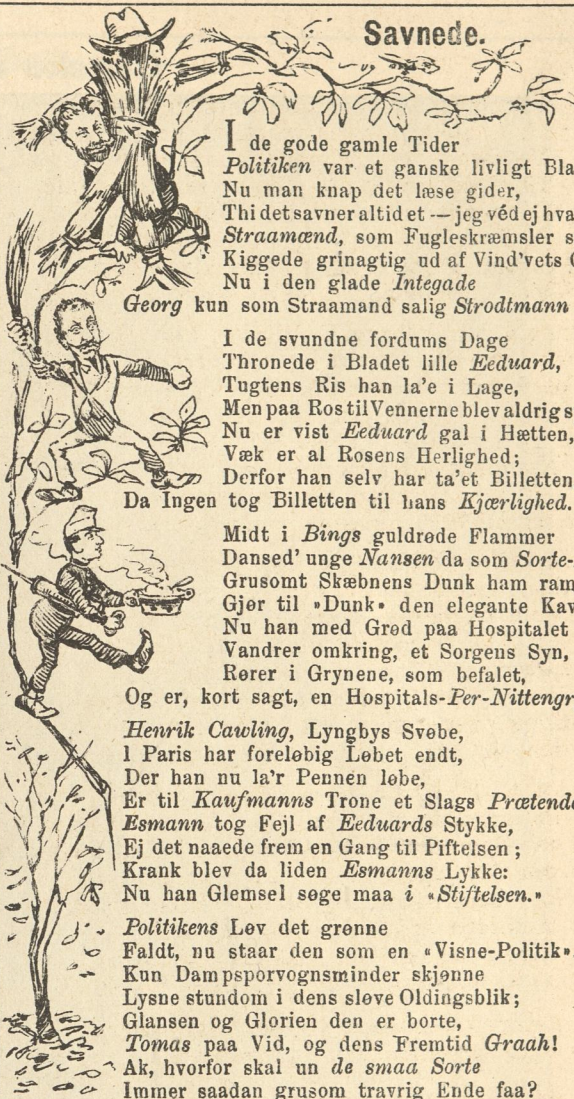 Savnede.
I de gode gamle Tider
Politiken var et ganske livligt
Nu man knap det læse gider,
Thi det savner altid et — jeg véd ej
Straamænd, som Fugleskræmsler
Kiggede grinagtig ud af Vind'vets
Nu i den glade Integade
Georg kun som Straamand salig Strodtmann
I de svundne fordums Dage
Thronede i Bladet lille Eeduard,
Tugtens Ris han la'e i Lage,
Men paa Ros til Vennerne blev aldrig
Nu er vist Eeduard gal i Hætten,
Væk er al Rosens Herlighed;
Derfor han selv har ta'et Billetten
Da Ingen tog Billetten til hans Kjærlighed.
Midt i Bings guldrøde Flammer
Dansed' unge Nansen da som Sorte-
Grusomt Skæbnens Dunk ham
Gjør til »Dunk« den elegante
Nu han med Grød paa Hospitalet
Vandrer omkring, et Sorgens Syn,
Rører i Grynene, som befalet,
Og er, kort sagt, en Hospitals-Per-
Henrik Cawling, Lyngbys Svøbe,
I Paris har foreløbig Løbet endt,
Der han nu la'r Pennen løbe,
Er til Kaufmanns Trone et Slags
Esmann tog Fejl af Eeduards Stykke,
Ej det naaede frem en Gang til Piftelsen;
Krank blev da liden Esmanns Lykke:
Nu han Glemsel søge maa i «Stiftelsen.»
Politikens Løv det grønne
Faldt, nu staar den som en «Visne-Politik»
Kun Dampsporvognsminder skjønne
Lysne stundom i dens sløve Oldingsblik;
Glansen og Glorien den er borte,
Tomas paa Vid, og dens Fremtid Graah!
Ak, hvorfor skal un de smaa Sorte
Immer saadan grusom travrig Ende faa?